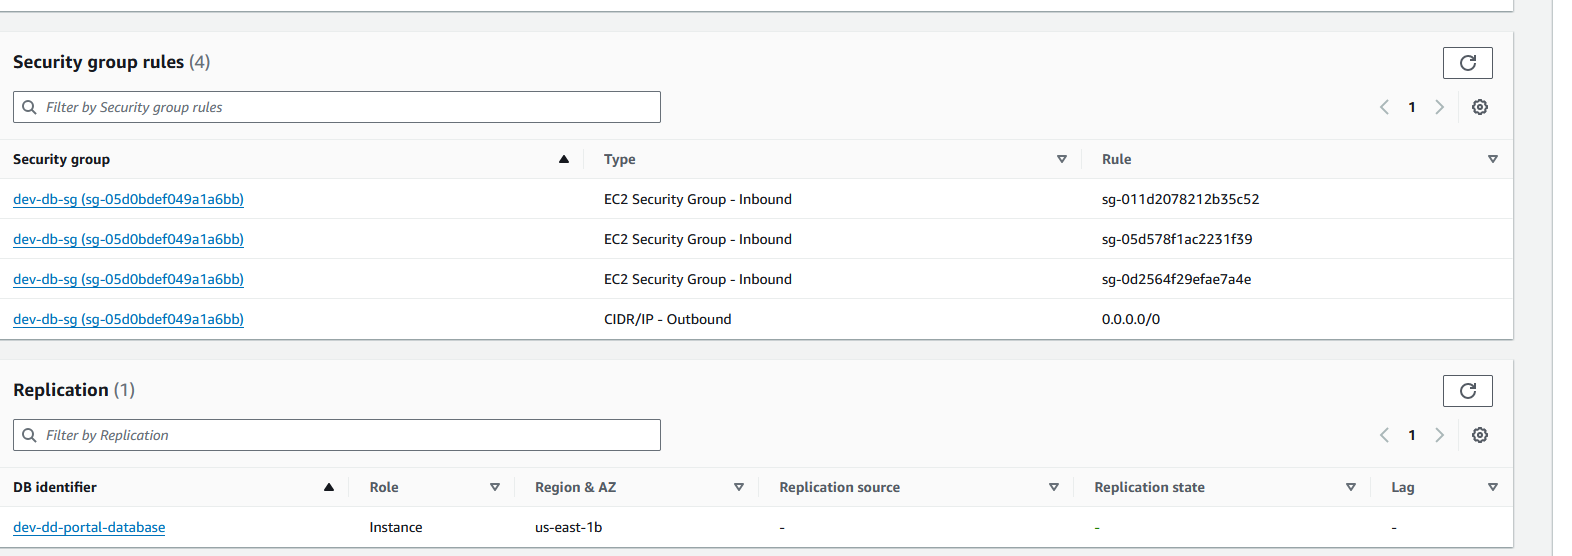 Security group rules (4)
Filter by Security group rules
1
Security group Type Rule
dev-db-sg (sg-05d0bdef049a1a6bb) EC2 Security Group - Inbound sg-011d2078212b35c52
dev-db-sg (sg-05d0bdef049a1a6bb) EC2 Security Group - Inbound sg-05d578f1ac2231f39
dev-db-sg (sg-05d0bdef049a1a6bb) EC2 Security Group - Inbound sg-0d2564f29efae7a4e
dev-db-sg (sg-05d0bdef049a1a6bb) CIDR/IP - Outbound 0.0.0.0/0
Replication (1)
Filter by Replication
1
DB identifier Role Region & AZ Replication source Replication state Lag
dev-dd-portal-database Instance us-east-1b - - -